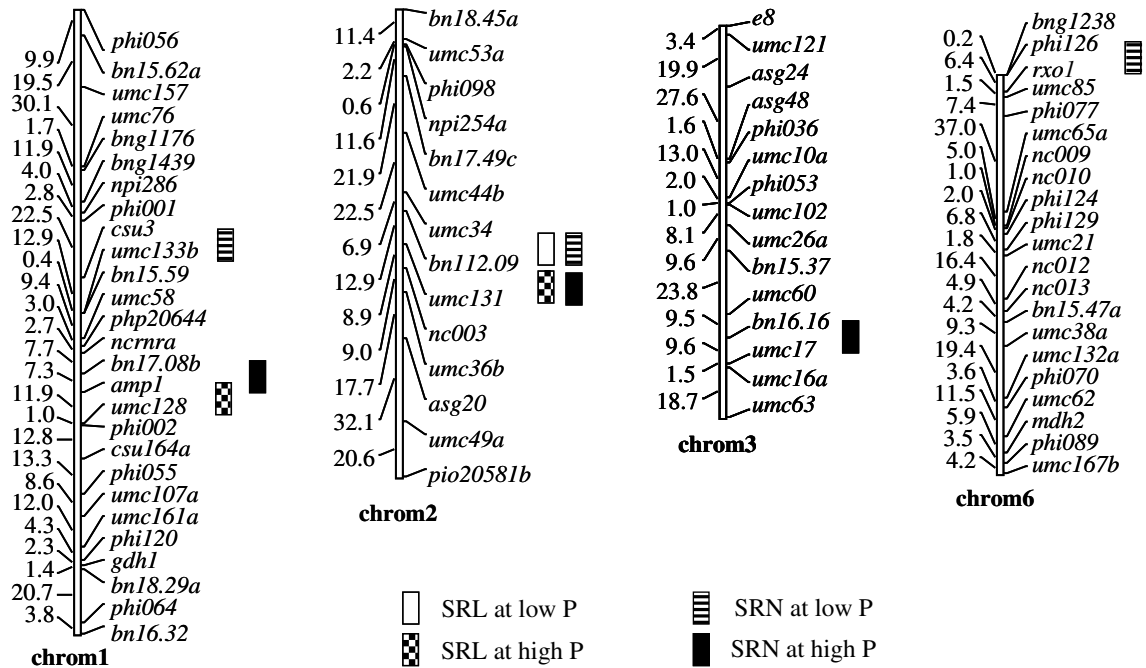 9.9
19.5
30.1
1.7
11.9
4.0
2.8
22.5
12.9
0.4
9.4
3.0
2.7
7.7
7.3
11.9
1.0
12.8
13.3
8.6
12.0
4.3
2.3
1.4
20.7
3.8
phi056
bn15.62a
umc157
umc76
bng1176
bng1439
npi286
phi001
csu3
umc133b
bn15.59
umc58
php20644
ncrnra
bn17.08b
amp1
umc128
phi002
csu164a
phi055
umc107a
umc161a
phi120
gdh1
bn18.29a
phi064
bn16.32
chrom1
11.4
2.2
0.6
11.6
21.9
22.5
6.9
12.9
8.9
9.0
17.7
32.1
20.6
bn18.45a
umc53a
phi098
npi254a
bn17.49c
umc44b
umc34
bn112.09
umc131
nc003
umc36b
asg20
umc49a
pio20581b
chrom2
3.4
19.9
27.6
1.6
13.0
2.0
1.0
8.1
9.6
23.8
9.5
9.6
1.5
18.7
e8
umc121
asg24
asg48
phi036
umc10a
phi053
umc102
umc26a
bn15.37
umc60
bn16.16
umc17
umc16a
umc63
chrom3
0.2
6.4
1.5
7.4
37.0
5.0
1.0
2.0
6.8
1.8
16.4
4.9
4.2
9.3
19.4
3.6
11.5
5.9
3.5
4.2
bng1238
phi126
rxo1
umc85
phi077
umc65a
nc009
nc010
phi124
phi129
umc21
nc012
nc013
bn15.47a
umc38a
umc132a
phi070
umc62
mdh2
phi089
umc167b
chrom6
SRL at low P
SRL at high P
SRN at low P
SRN at high P